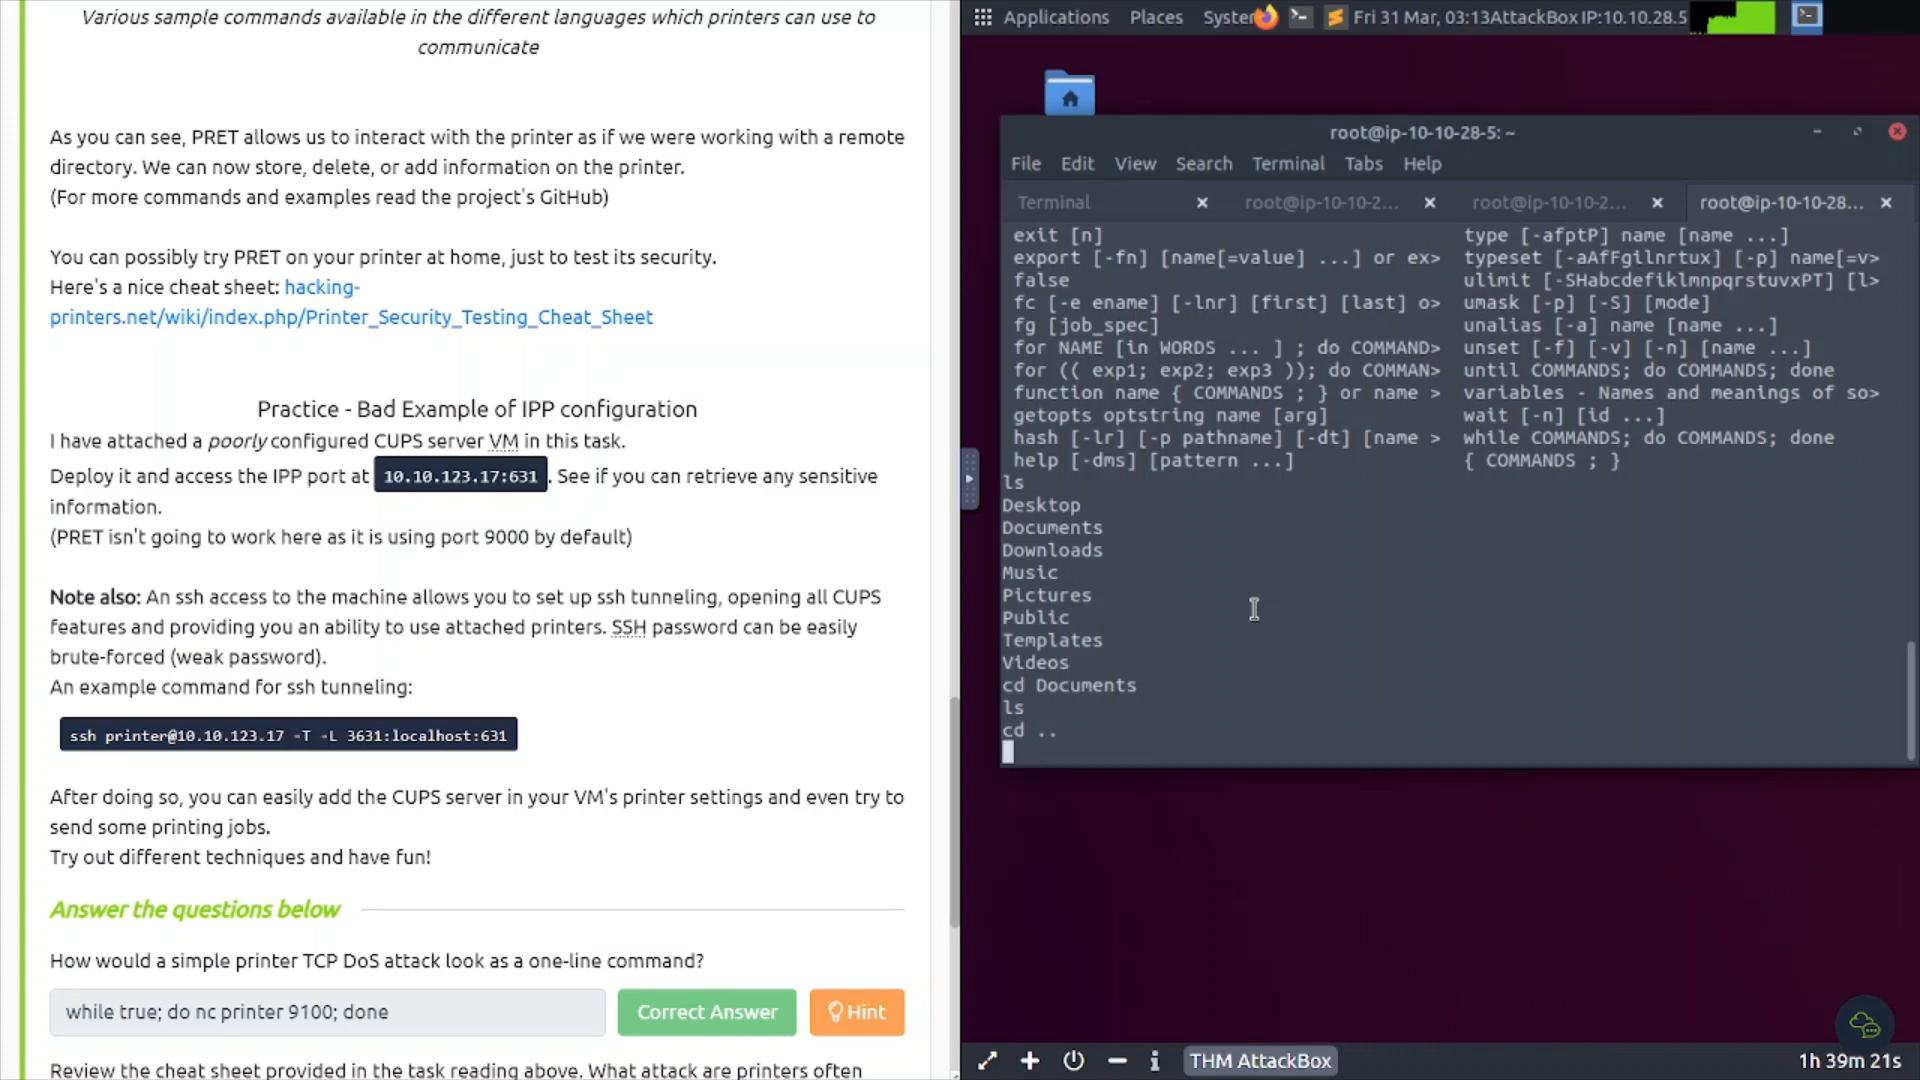 Various sample commands available in the different languages which printers can use to
communicate
As you can see, PRET allows us to interact with the printer as if we were working with a remote
directory. We can now store, delete, or add information on the printer.
(For more commands and examples read the project's GitHub)
You can possibly try PRET on your printer at home, just to test its security.
Here's a nice cheat sheet: hacking-
printers.net/wiki/index.php/Printer_Security_Testing_Cheat_Sheet
Practice - Bad Example of IPP configuration
I have attached a poorly configured CUPS server VM in this task.
Deploy it and access the IPP port at 10.10.123.17:631. See if you can retrieve any sensitive
information.
(PRET isn't going to work here as it is using port 9000 by default)
Note also: An ssh access to the machine allows you to set up ssh tunneling, opening all CUPS
features and providing you an ability to use attached printers. SSH password can be easily
brute-forced (weak password).
An example command for ssh tunneling:
ssh printer@10.10.123.17 -T -L 3631:localhost:631
After doing so, you can easily add the CUPS server in your VM's printer settings and even try to
send some printing jobs.
Try out different techniques and have fun!
Answer the questions below
How would a simple printer TCP DoS attack look as a one-line command?
while true; do nc printer 9100; done
Correct Answer
Hint
Review the cheat sheet provided in the task reading above. What attack are printers often
Applications Places System Fri 31 Mar, 03:13 AttackBox IP:10.10.28.5
root@ip-10-10-28-5: ~
File Edit View Search Terminal Tabs Help
Terminal root@ip-10-10-2... root@ip-10-10-2... root@ip-10-10-28...
exit [n] type [-afptP] name [name ...]
export [-fn] [name[=value] ...] or ex> typeset [-aAfFgilnrtux] [-p] name[=v>
false ulimit [-SHabcdefiklmnpqrstuvxPT] [l>
fc [-e ename] [-lnr] [first] [last] o> umask [-p] [-S] [mode]
fg [job_spec] unalias [-a] name [name ...]
for NAME [in WORDS ... ] ; do COMMAND> unset [-f] [-v] [-n] [name ...]
for (( exp1; exp2; exp3 )); do COMMAN> until COMMANDS; do COMMANDS; done
function name { COMMANDS ; } or name > variables - Names and meanings of so>
getopts optstring name [arg] wait [-n] [id ...]
hash [-lr] [-p pathname] [-dt] [name > while COMMANDS; do COMMANDS; done
help [-dms] [pattern ...] { COMMANDS ; }
ls
Desktop
Documents
Downloads
Music
Pictures
Public
Templates
Videos
cd Documents
ls
cd ..
THM AttackBox
1h 39m 21s